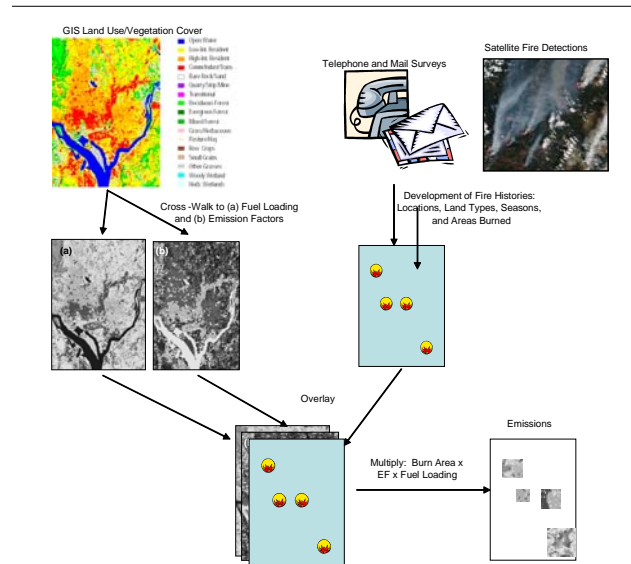 GIS Land Use/Vegetation Cover
Open Water
Low-Int. Resident
High-Int. Resident
Comm/Indust/Trans
Bare Rock/Sand
Quarry/Strip Mine
Transitional
Deciduous Forest
Evergreen Forest
Mixed Forest
Pasture/Hay
Row Crops
Small Grains
Other Grasses
Woody Wetland
Herb. Wetlands
Telephone and Mail Surveys
Satellite Fire Detections
Cross -Walk to (a) Fuel Loading
and (b) Emission Factors
Development of Fire Histories:
Locations, Land Types, Seasons,
and Areas Burned
(a)
(b)
Overlay
Emissions
Multiply: Burn Area x
EF x Fuel Loading